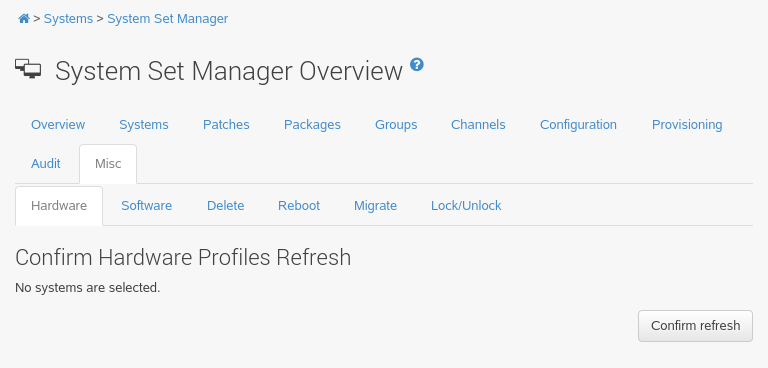 > Systems > System Set Manager
System Set Manager Overview ?
Overview Systems Patches Packages Groups Channels Configuration Provisioning
Audit Misc
Hardware Software Delete Reboot Migrate Lock/Unlock
Confirm Hardware Profiles Refresh
No systems are selected.
Confirm refresh